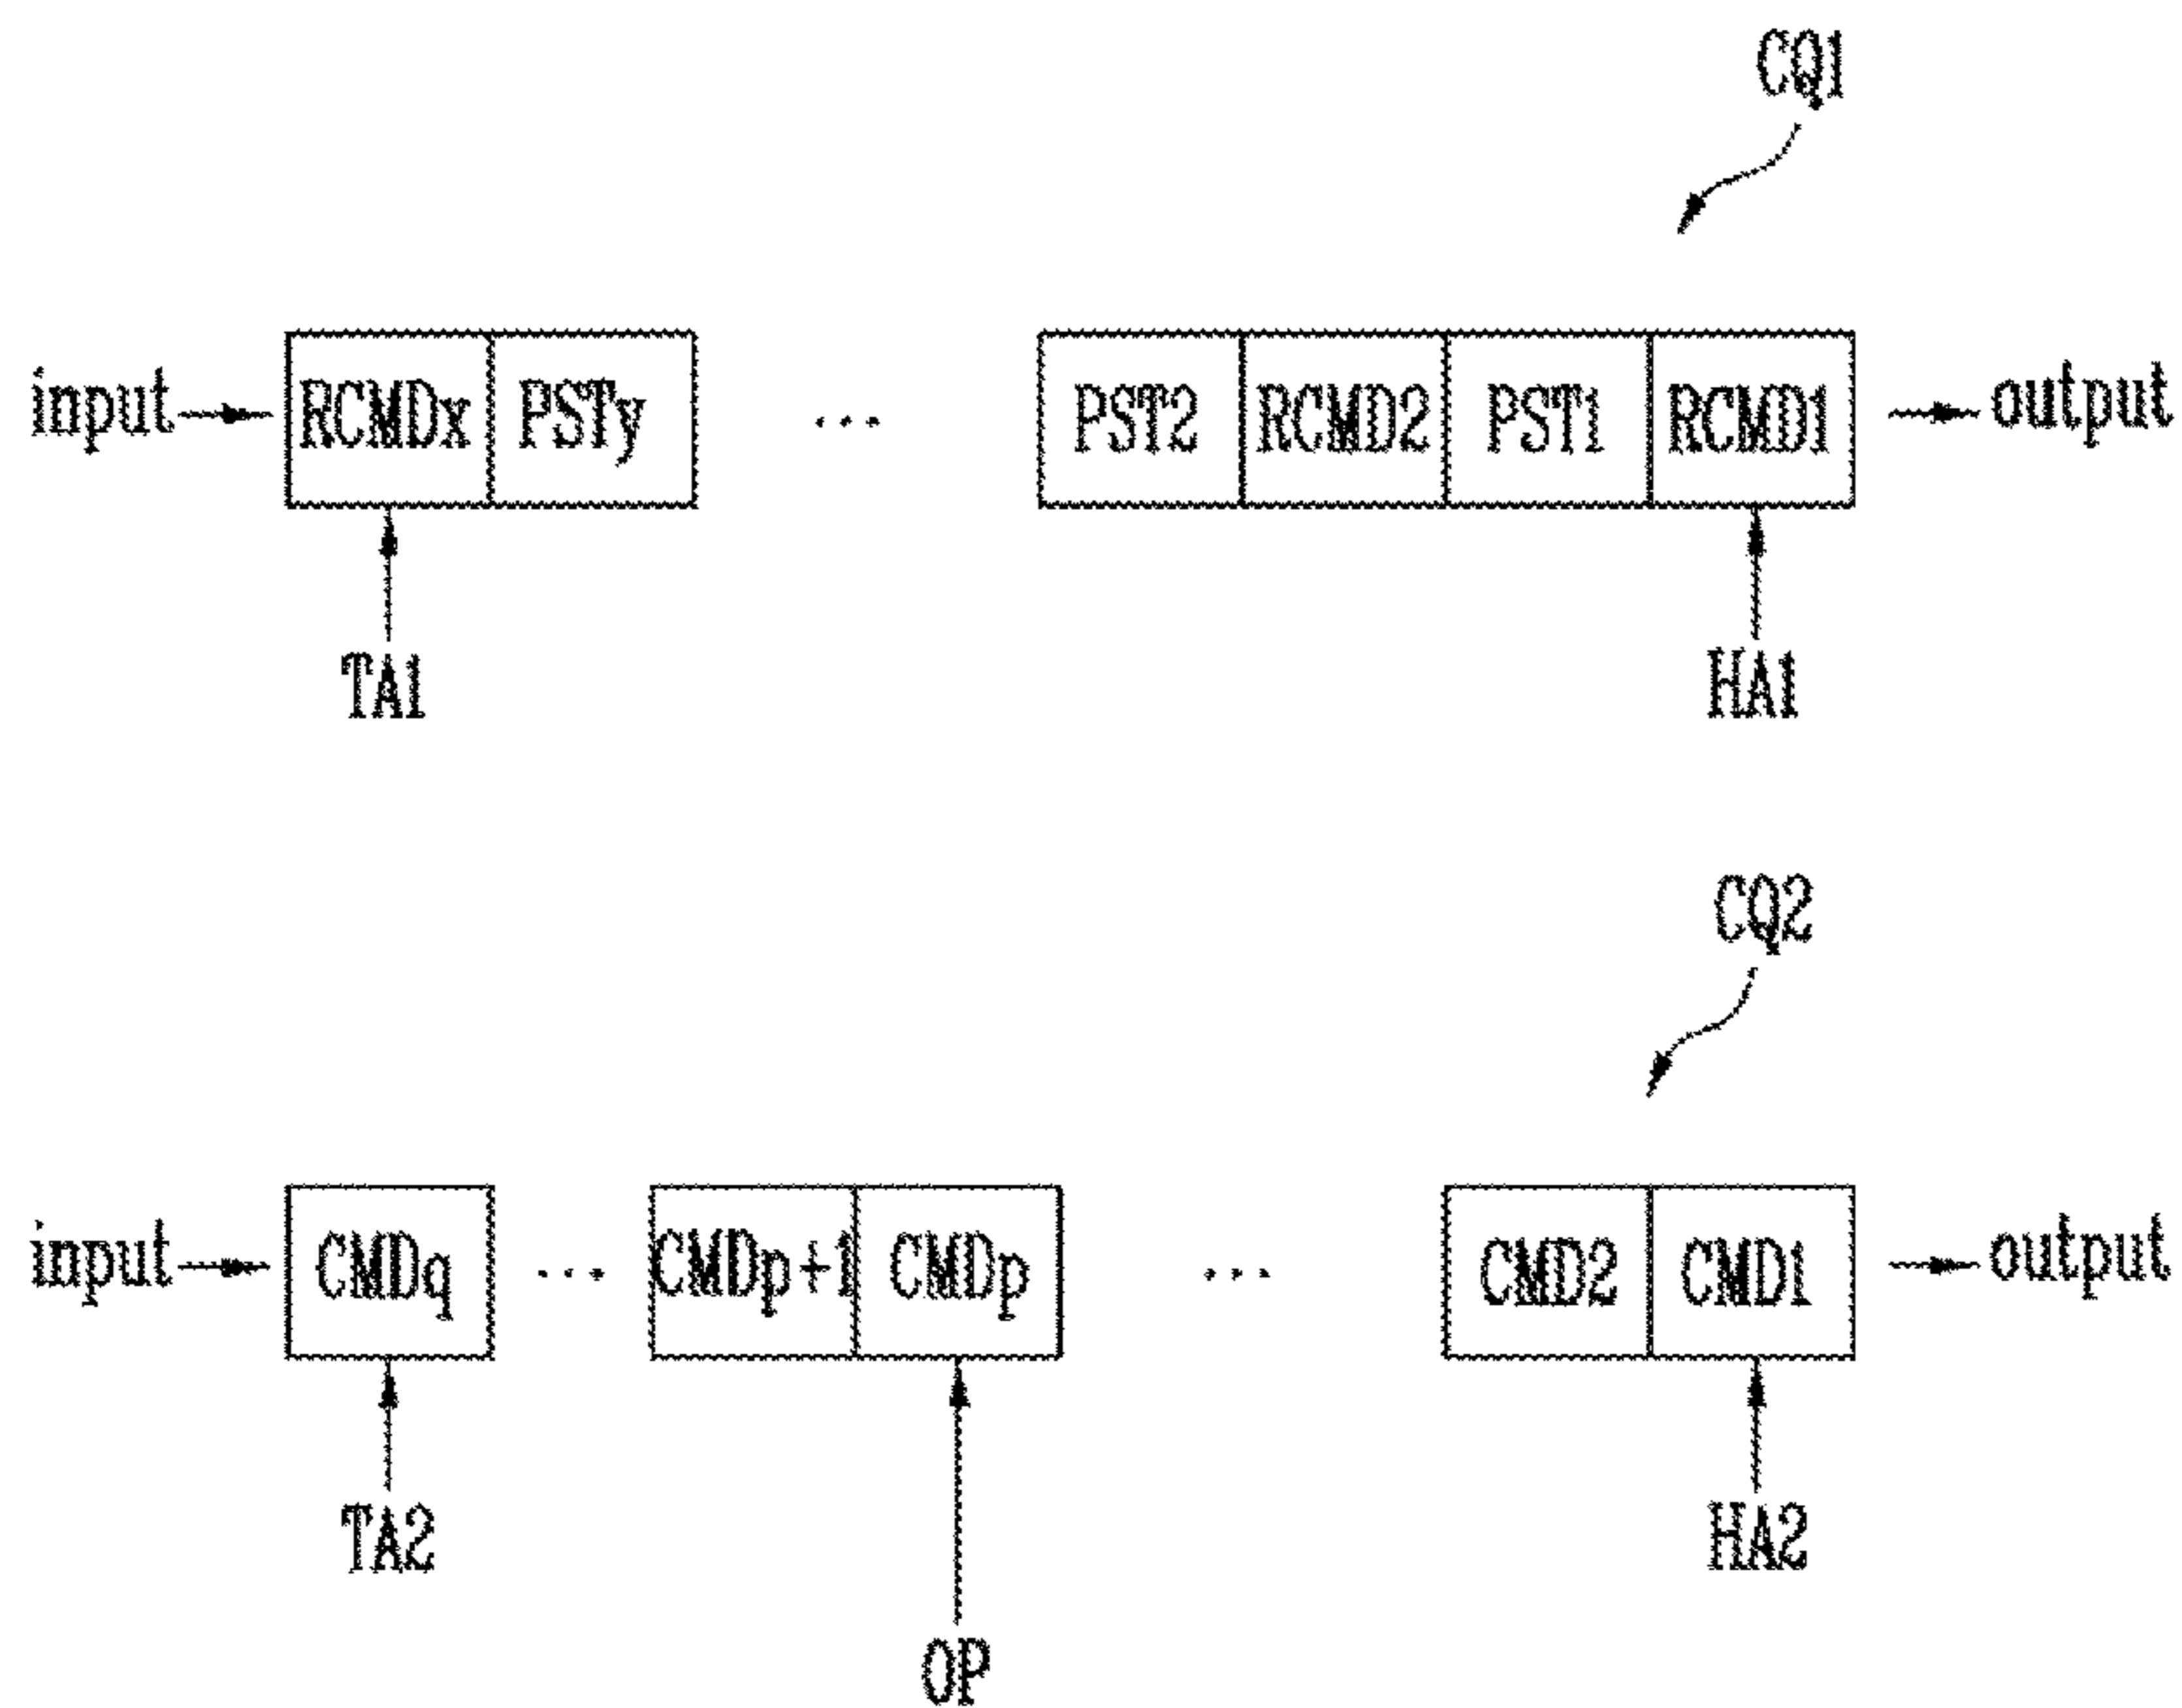 CQ1
input RCMDx PSTy ... PST2 RCMD2 PST1 RCMD1 output
TA1 HA1
CQ2
input CMDq ... CMDp+1 CMDp ... CMD2 CMD1 output
TA2 HA2
OP